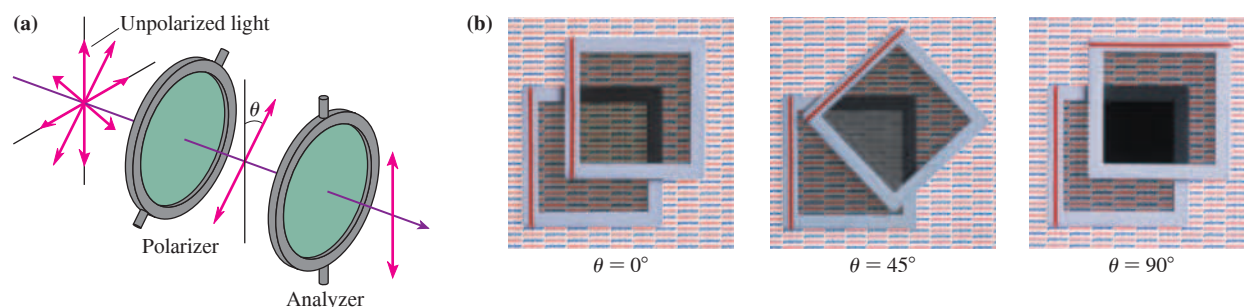 (a)
Unpolarized light
θ
Polarizer
Analyzer
(b)
θ = 0°
θ = 45°
θ = 90°